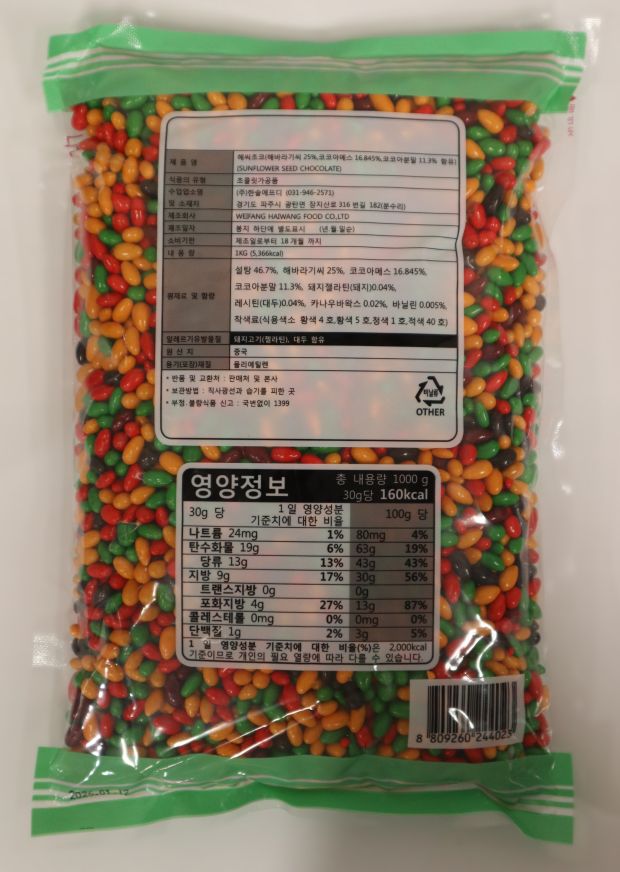 제 품 명
해씨초코(해바라기씨 25%,코코아메스 16.845%,코코아분말 11.3% 함유)
(SUNFLOWER SEED CHOCOLATE)
식품의 유형 초콜릿가공품
수입업소명 (주)한솔에프디 (031-946-2571)
및 소재지 경기도 파주시 광탄면 장지산로 316 번길 182(분수리)
제조회사 WEIFANG HAIWANG FOOD CO,LTD
제조일자 봉지 하단에 별도표시 (년.월.일순)
소비기한 제조일로부터 18개월 까지
내 용 량 1KG (5,366kcal)
원재료 및 함량
설탕 46.7%, 해바라기씨 25%, 코코아메스 16.845%,
코코아분말 11.3%, 돼지젤라틴(돼지)0.04%,
레시틴(대두)0.04%, 카나우바왁스 0.02%, 바닐린 0.005%,
착색료(식용색소 황색 4 호,황색 5 호,청색 1 호,적색 40 호)
알레르기유발물질 돼지고기(젤라틴), 대두 함유
원 산 지 중국
용기(포장)재질 폴리에틸렌
* 반품 및 교환처 : 판매처 및 본사
* 보관방법 : 직사광선과 습기를 피한 곳
* 부정.불량식품 신고 : 국번없이 1399
비닐류
OTHER
영양정보
총 내용량 1000 g
30g당 160kcal
30g 당 1 일 영양성분 기준치에 대한 비율 100g 당
나트륨 24mg 1% 80mg 4%
탄수화물 19g 6% 63g 19%
당류 13g 13% 43g 43%
지방 9g 17% 30g 56%
트랜스지방 0g 0g
포화지방 4g 27% 13g 87%
콜레스테롤 0mg 0% 0mg 0%
단백질 1g 2% 3g 5%
1 일 영양성분 기준치에 대한 비율(%)은 2,000kcal
기준이므로 개인의 필요 열량에 따라 다를 수 있습니다.
8 809260 244023